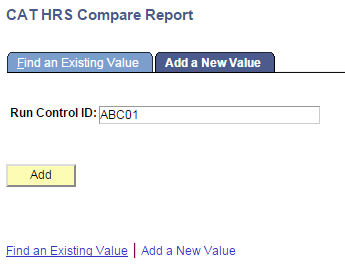 CAT HRS Compare Report
Find an Existing Value Add a New Value
Run Control ID: ABC01
Add
Find an Existing Value | Add a New Value